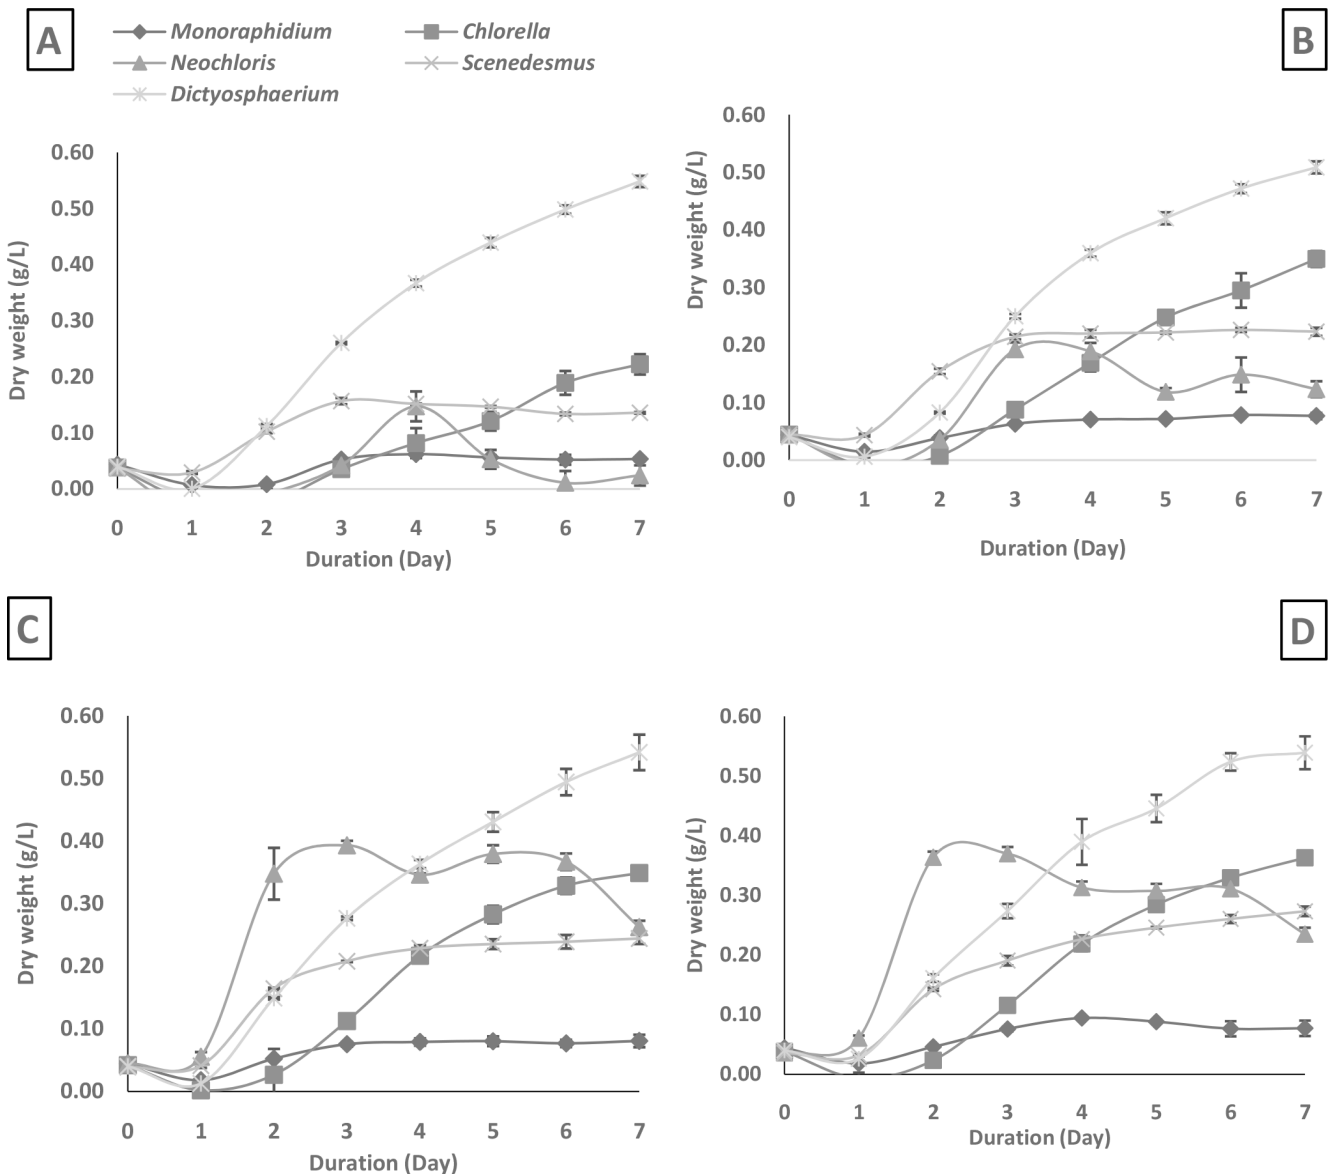 A
Monoraphidium
Chlorella
Neochloris
Scenedesmus
Dictyosphaerium
0.60
0.50
0.40
0.30
0.20
0.10
0.00
Dry weight (g/L)
0 1 2 3 4 5 6 7
Duration (Day)
B
0.60
0.50
0.40
0.30
0.20
0.10
0.00
Dry weight (g/L)
0 1 2 3 4 5 6 7
Duration (Day)
C
0.60
0.50
0.40
0.30
0.20
0.10
0.00
Dry weight (g/L)
0 1 2 3 4 5 6 7
Duration (Day)
D
0.60
0.50
0.40
0.30
0.20
0.10
0.00
Dry weight (g/L)
0 1 2 3 4 5 6 7
Duration (Day)